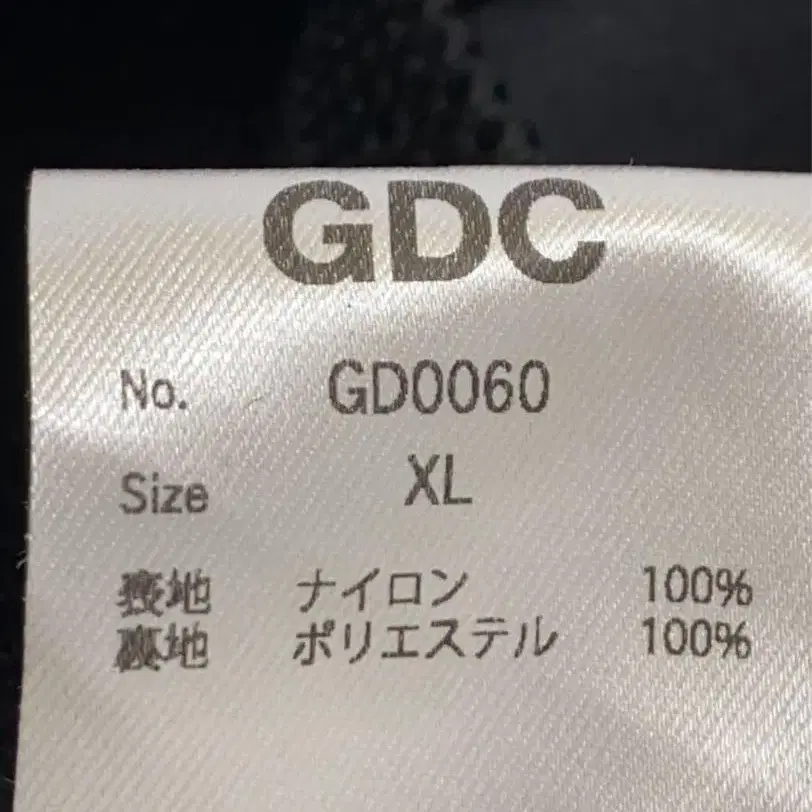 GDC
No. GD0060
Size XL
表地 ナイロン 100%
裏地 ポリエステル 100%